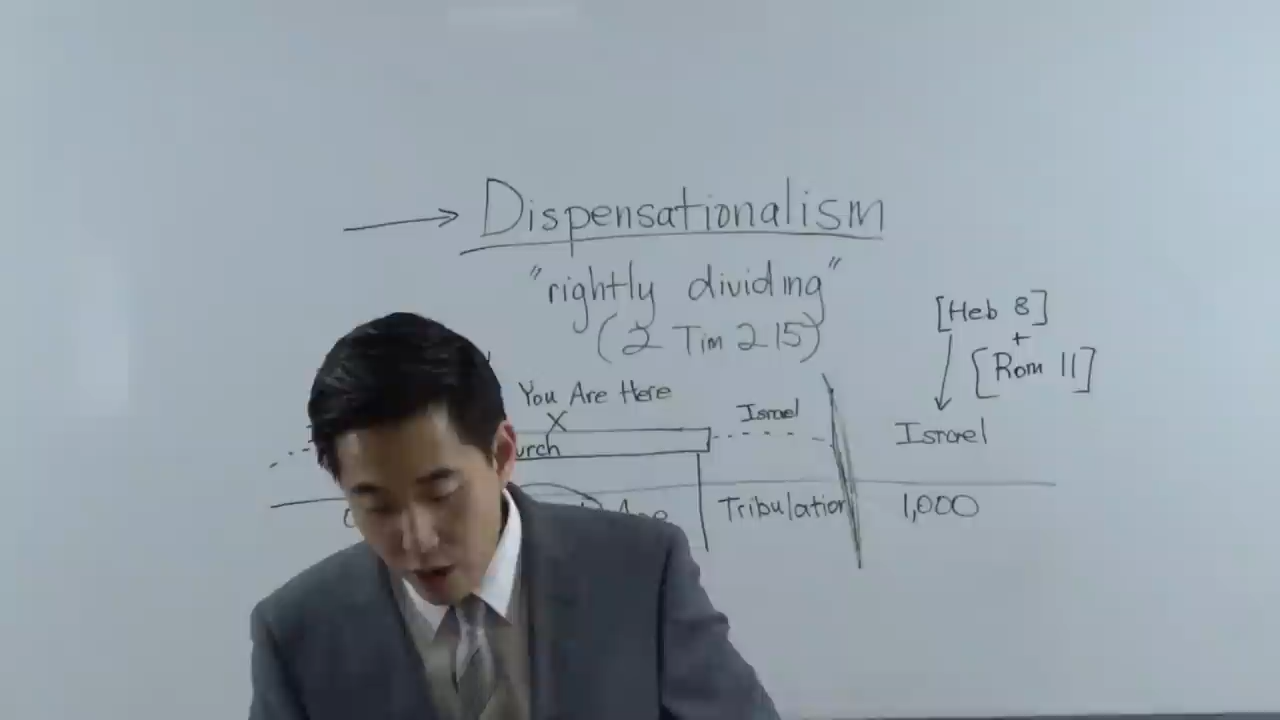 Dispensationalism
"rightly dividing"
(2 Tim 2 15)
[Heb 8]
+
[Rom 11]
You Are Here
X
Israel
Israel
urch
Tribulation
1,000